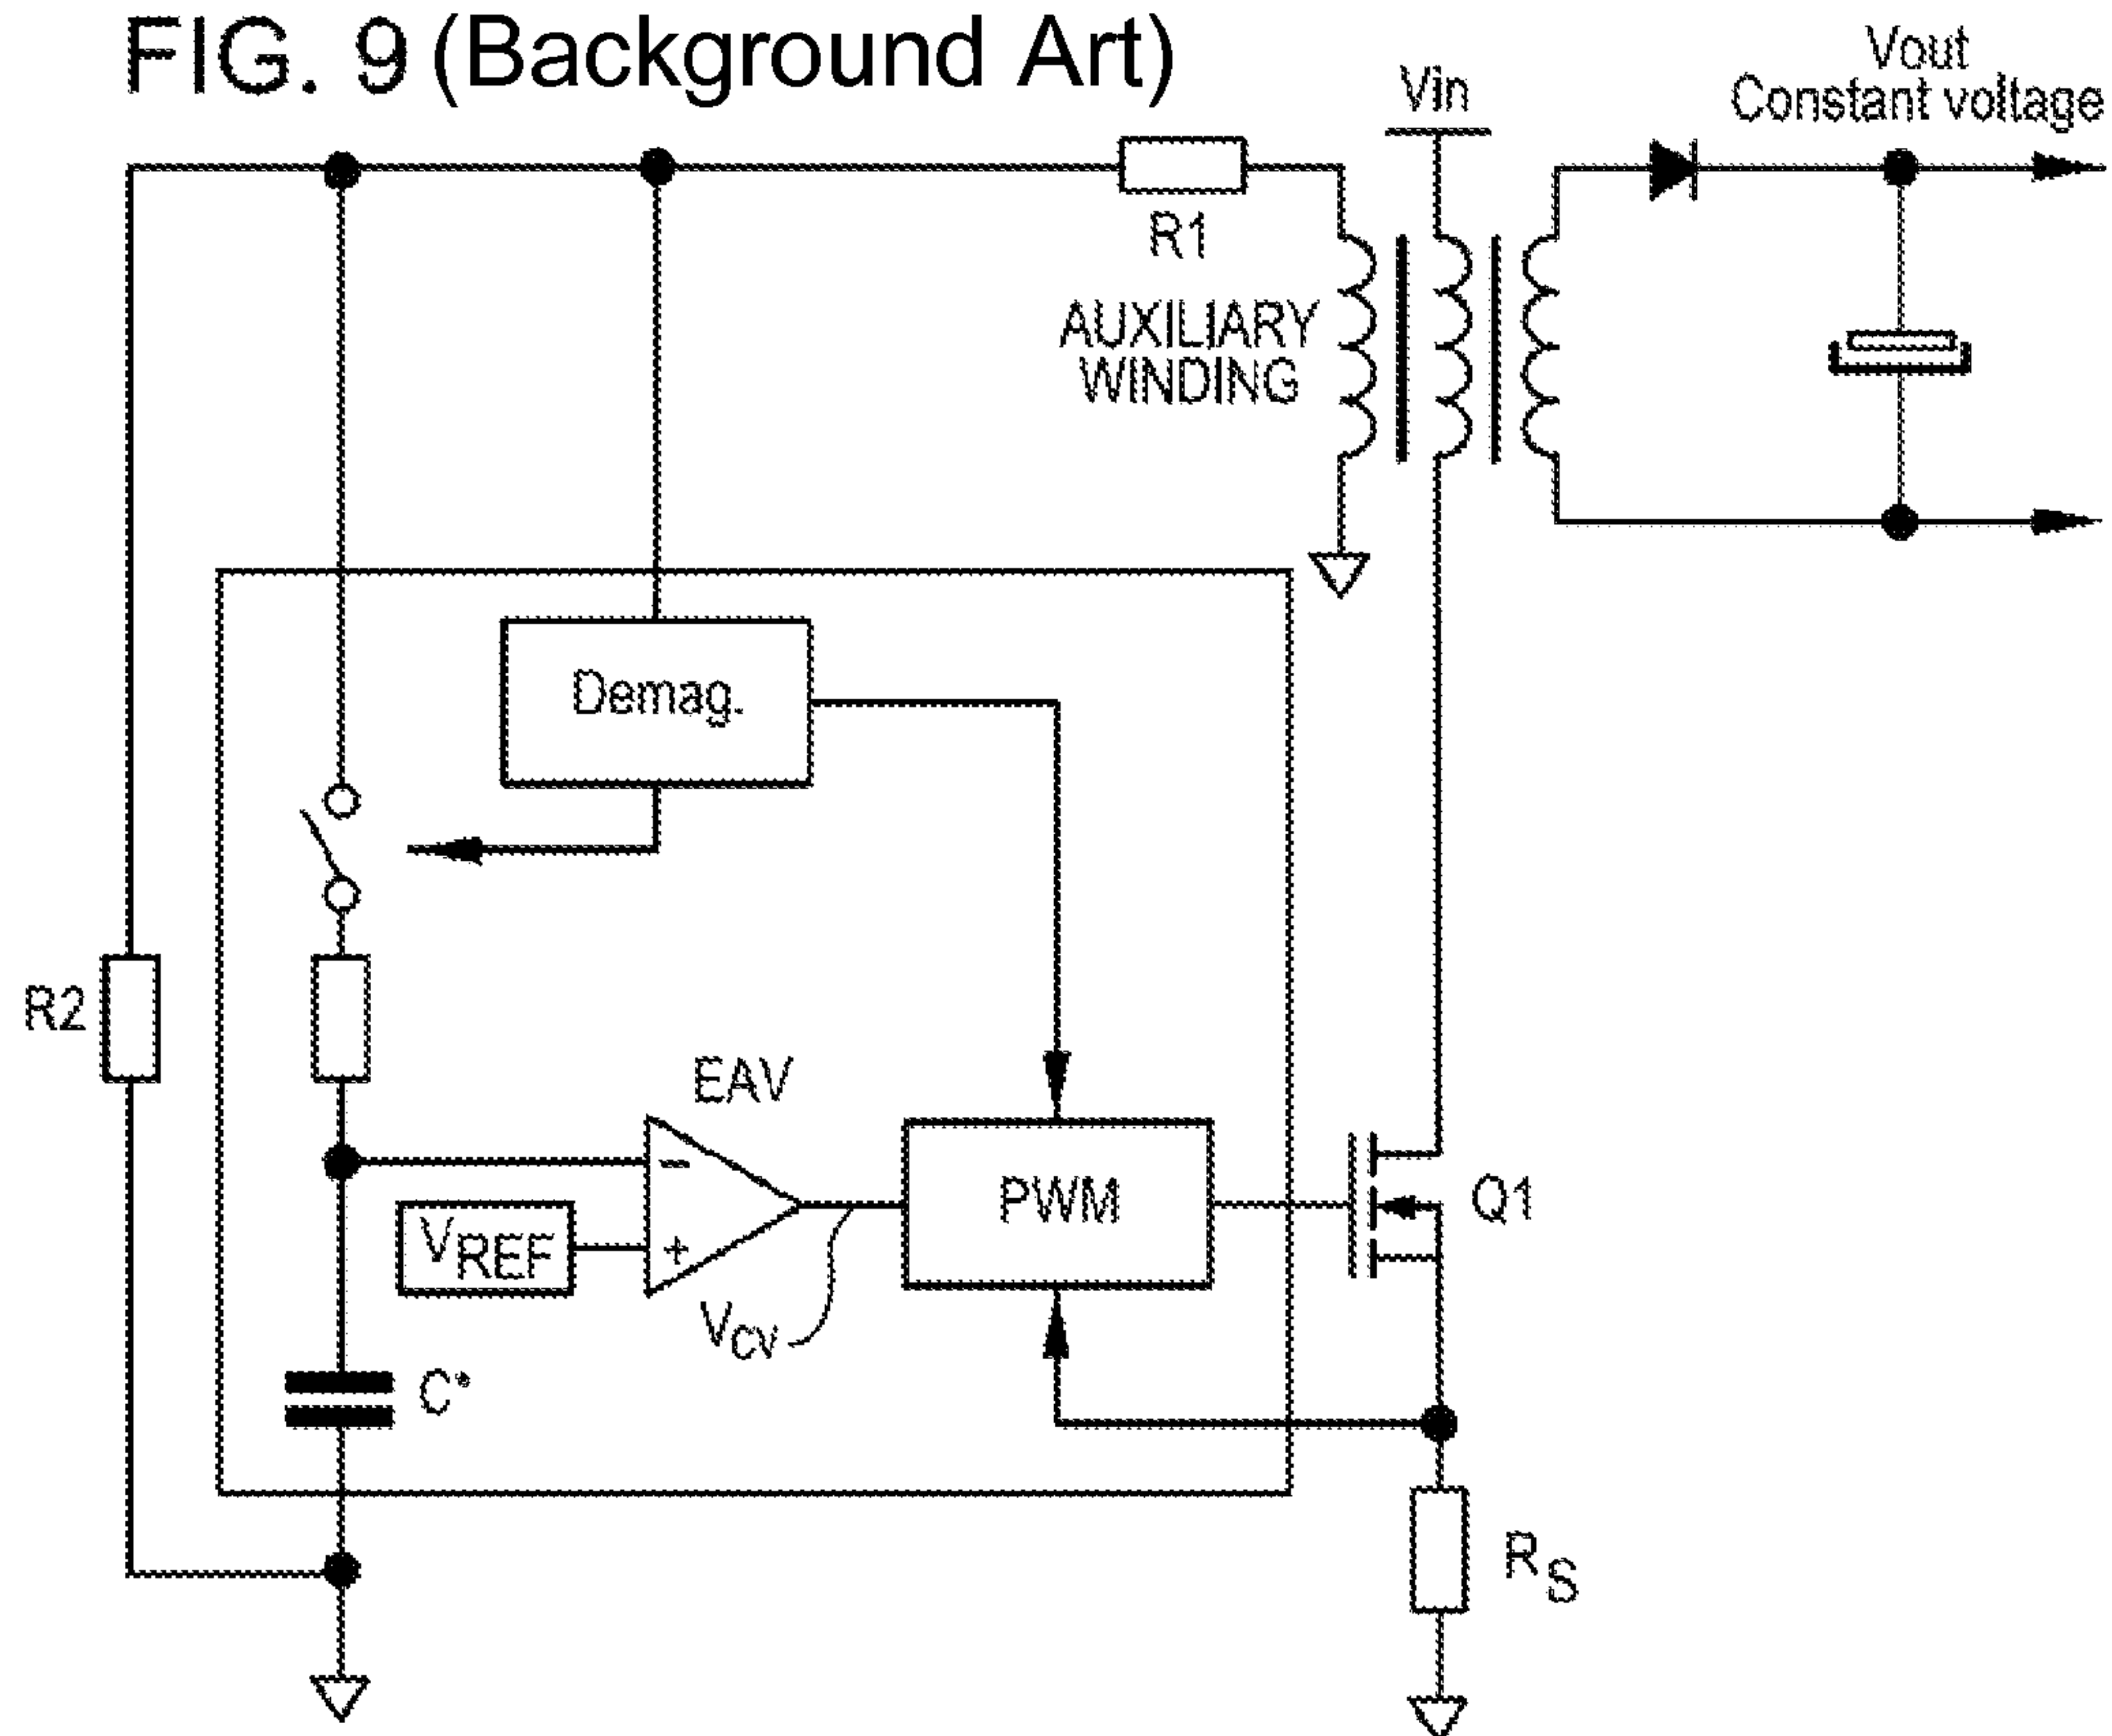 FIG. 9 (Background Art)
Vin
Vout
Constant voltage
R1
AUXILIARY
WINDING
Demag.
R2
EAV
−
+
VREF
VCV
PWM
Q1
C*
RS